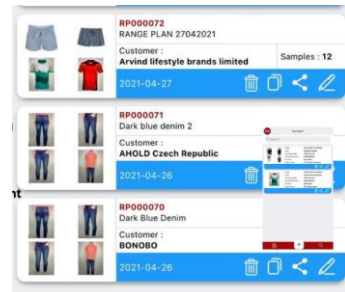 RP000072
RANGE PLAN 27042021
Customer :
Arvind lifestyle brands limited
Samples : 12
2021-04-27
RP000071
Dark blue denim 2
Customer :
AHOLD Czech Republic
2021-04-26
nt
RP000070
Dark Blue Denim
Customer :
BONOBO
2021-04-26